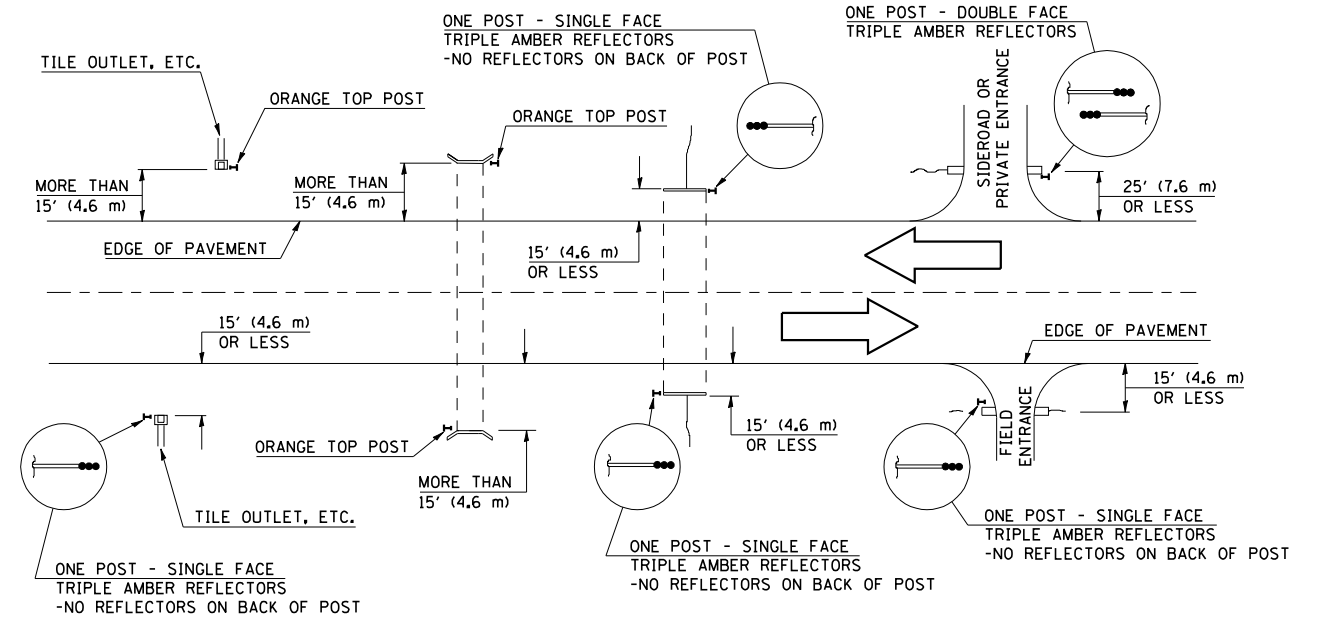 ONE POST - SINGLE FACE
TRIPLE AMBER REFLECTORS
-NO REFLECTORS ON BACK OF POST
ONE POST - DOUBLE FACE
TRIPLE AMBER REFLECTORS
TILE OUTLET, ETC.
ORANGE TOP POST
ORANGE TOP POST
SIDEROAD OR
PRIVATE ENTRANCE
MORE THAN
15' (4.6 m)
MORE THAN
15' (4.6 m)
25' (7.6 m)
OR LESS
EDGE OF PAVEMENT
15' (4.6 m)
OR LESS
15' (4.6 m)
OR LESS
EDGE OF PAVEMENT
15' (4.6 m)
OR LESS
FIELD
ENTRANCE
15' (4.6 m)
OR LESS
ORANGE TOP POST
MORE THAN
15' (4.6 m)
TILE OUTLET, ETC.
ONE POST - SINGLE FACE
TRIPLE AMBER REFLECTORS
-NO REFLECTORS ON BACK OF POST
ONE POST - SINGLE FACE
TRIPLE AMBER REFLECTORS
-NO REFLECTORS ON BACK OF POST
ONE POST - SINGLE FACE
TRIPLE AMBER REFLECTORS
-NO REFLECTORS ON BACK OF POST